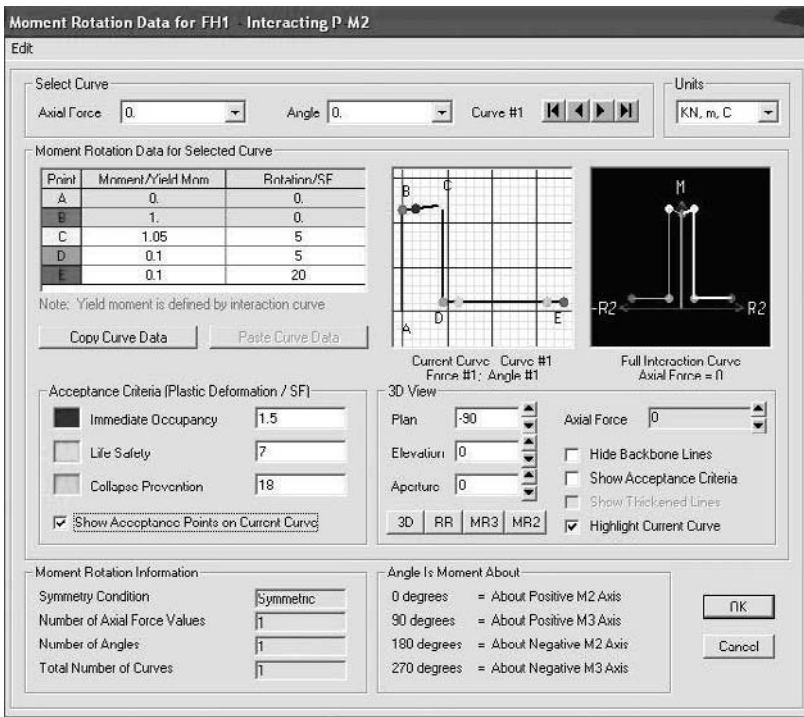 Moment Rotation Data for FH1 - Interacting P-M2
Edit
Select Curve
Axial Force 0. Angle 0. Curve #1
Units
KN, m, C
Moment Rotation Data for Selected Curve
Point Moment/Yield Mom Rotation/SF
A 0. 0.
B 1. 0.
C 1.05 5
D 0.1 5
E 0.1 20
Note: Yield moment is defined by interaction curve
Copy Curve Data Paste Curve Data
B C
A D E
Current Curve - Curve #1
Force #1; Angle #1
M
-R2 R2
Full Interaction Curve
Axial Force = 0
Acceptance Criteria (Plastic Deformation / SF)
Immediate Occupancy 1.5
Life Safety 7
Collapse Prevention 18
Show Acceptance Points on Current Curve
3D View
Plan -90
Elevation 0
Aperture 0
3D RR MR3 MR2
Axial Force 0
Hide Backbone Lines
Show Acceptance Criteria
Show Thickened Lines
Highlight Current Curve
Moment Rotation Information
Symmetry Condition Symmetric
Number of Axial Force Values 1
Number of Angles 1
Total Number of Curves 1
Angle Is Moment About
0 degrees = About Positive M2 Axis
90 degrees = About Positive M3 Axis
180 degrees = About Negative M2 Axis
270 degrees = About Negative M3 Axis
OK
Cancel